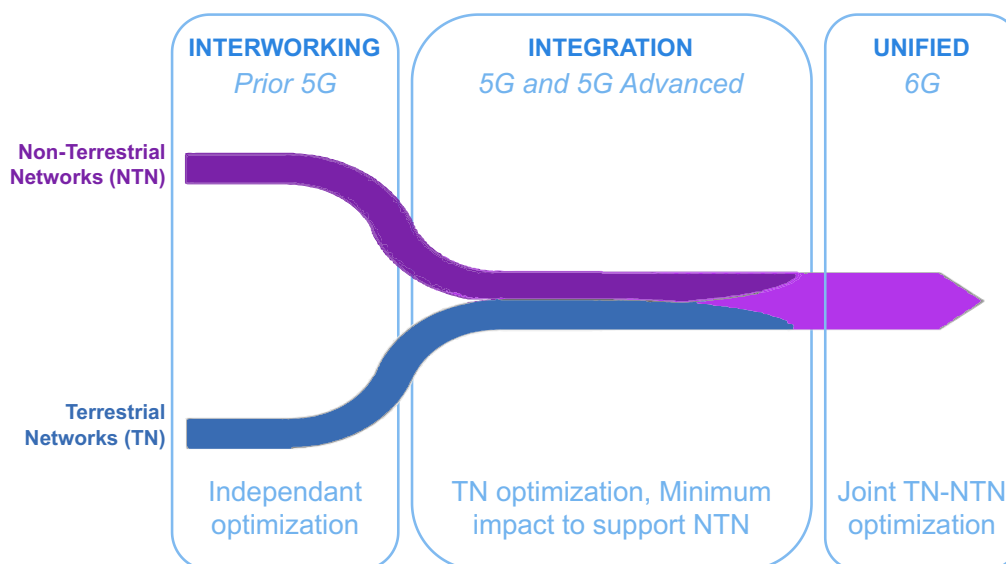 INTERWORKING
Prior 5G
INTEGRATION
5G and 5G Advanced
UNIFIED
6G
Non-Terrestrial
Networks (NTN)
Terrestrial
Networks (TN)
Independant
optimization
TN optimization, Minimum
impact to support NTN
Joint TN-NTN
optimization